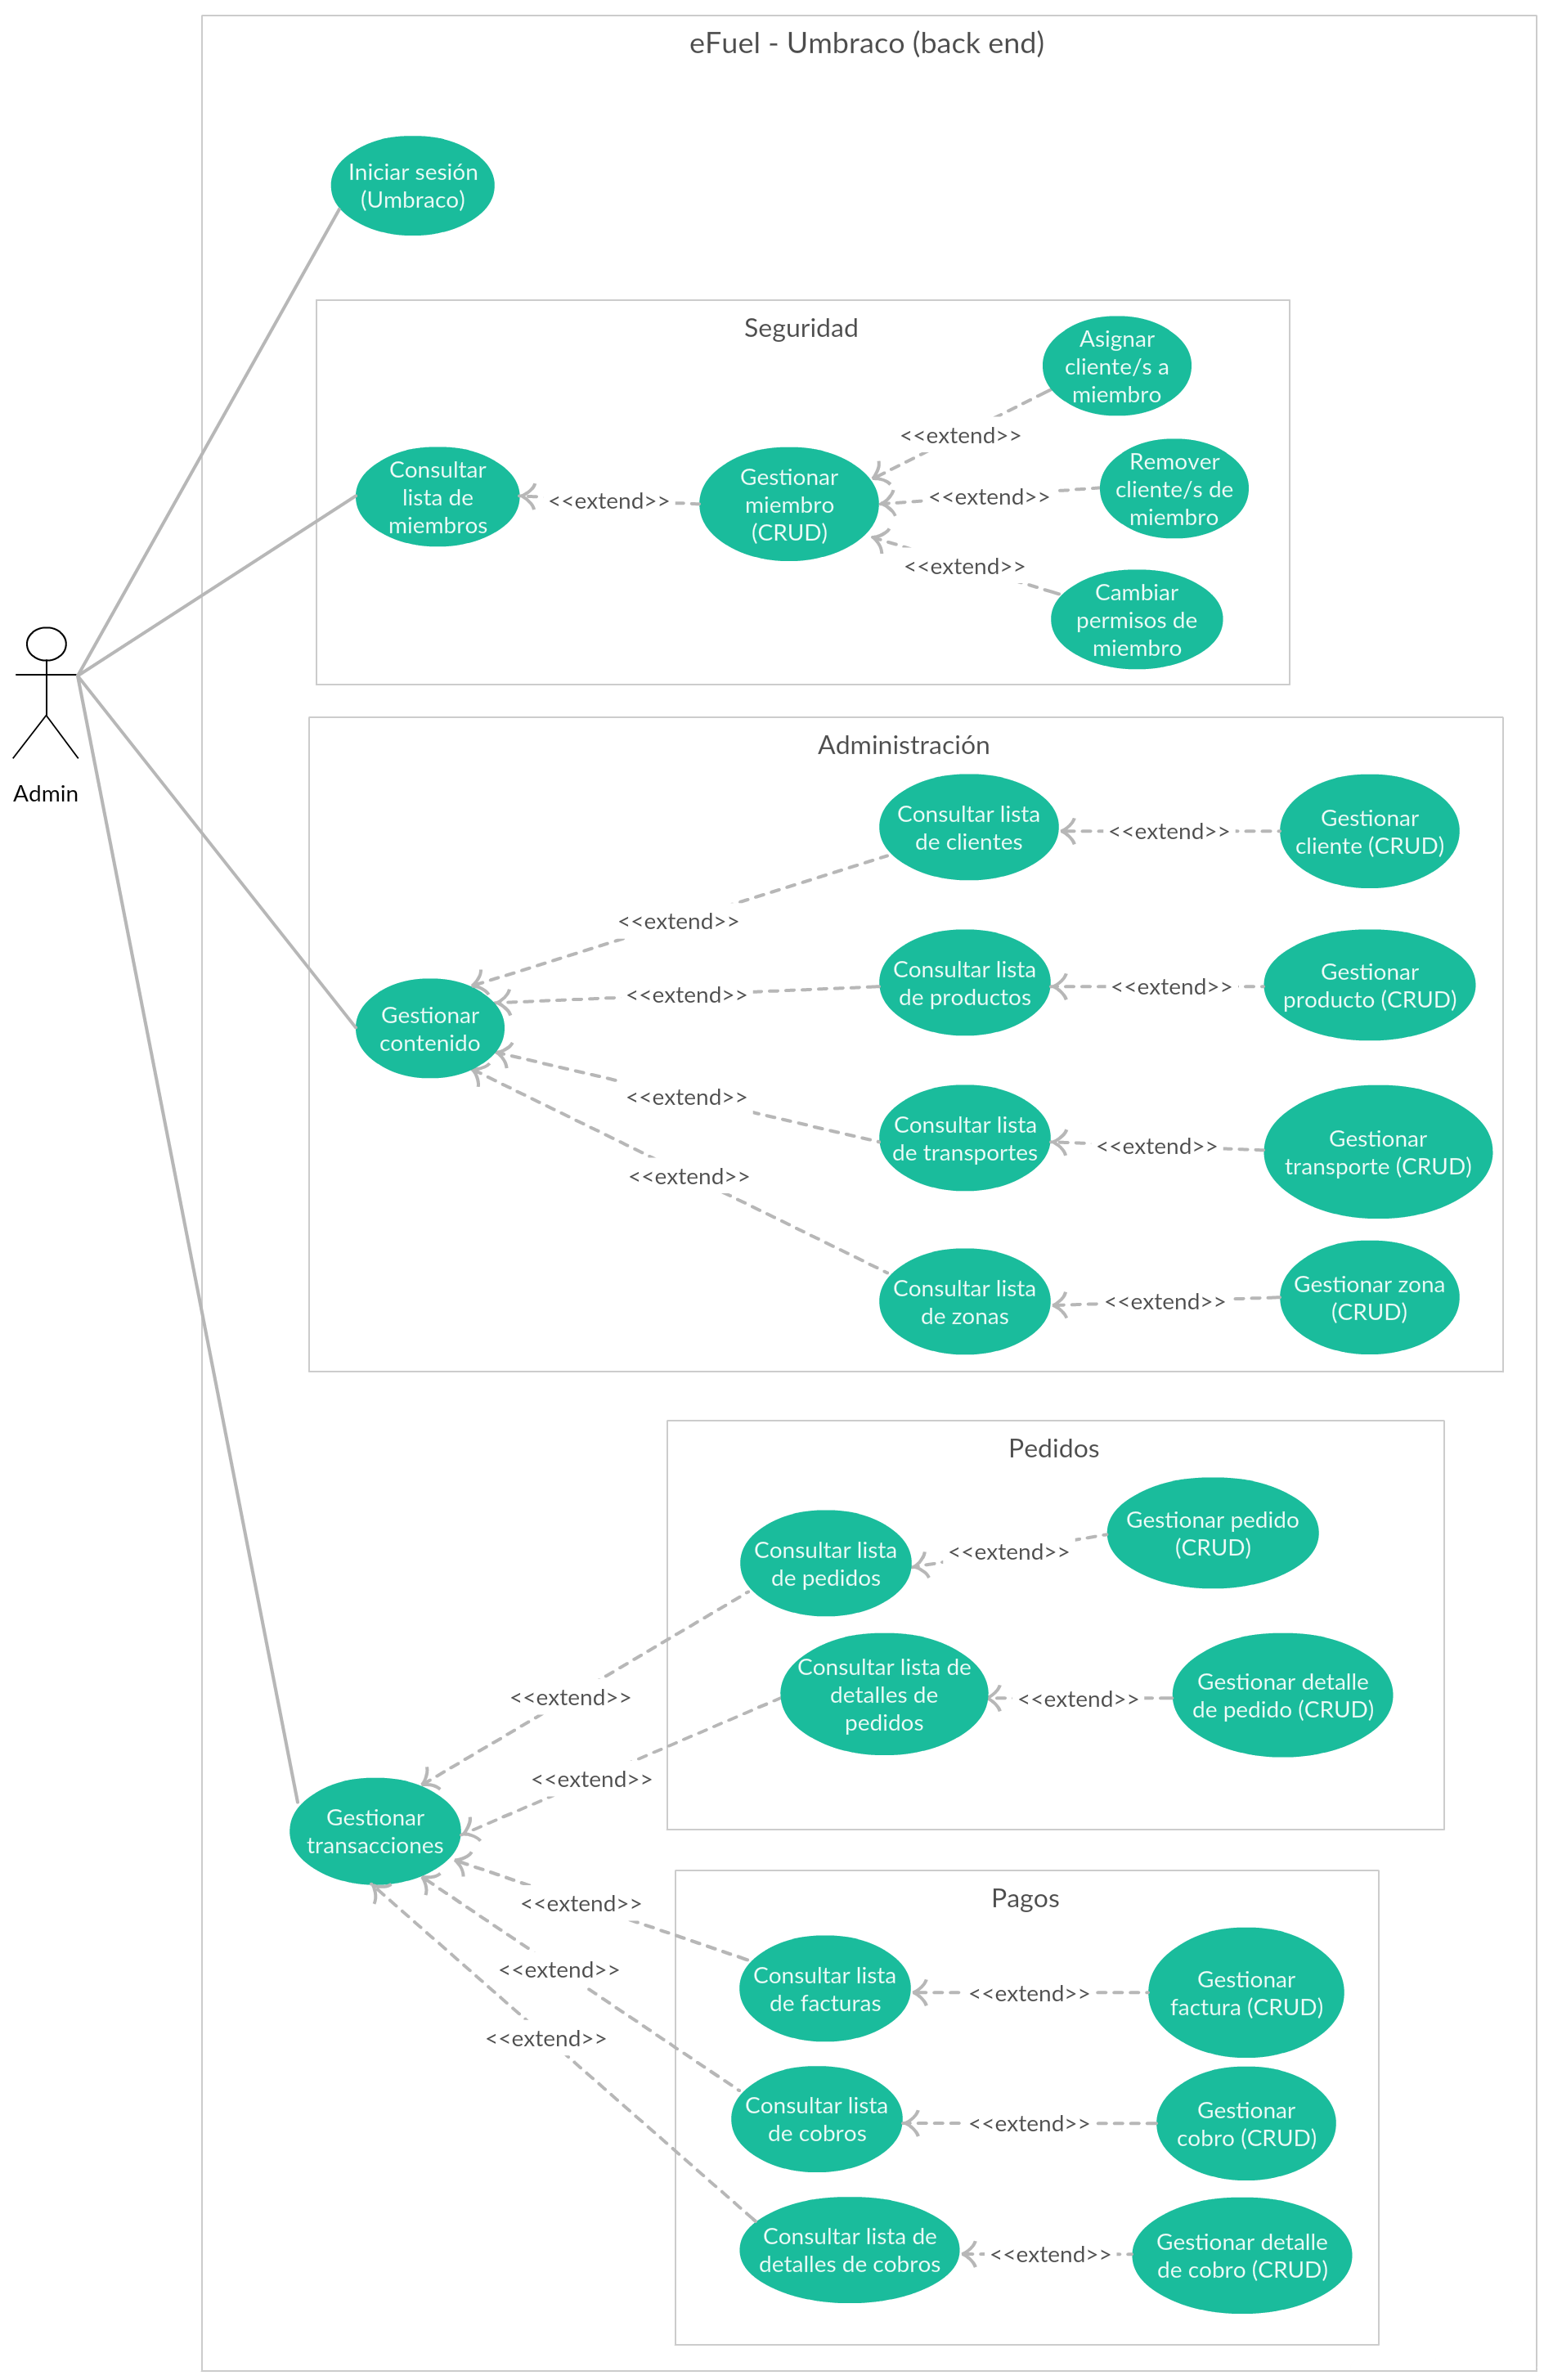 eFuel - Umbraco (back end)
Iniciar sesión
(Umbraco)
Seguridad
Asignar
cliente/s a
miembro
<<extend>>
Consultar
lista de
miembros
<<extend>>
Gestionar
miembro
(CRUD)
<<extend>>
Remover
cliente/s de
miembro
<<extend>>
Cambiar
permisos de
miembro
Admin
Administración
Consultar lista
de clientes
<<extend>>
Gestionar
cliente (CRUD)
<<extend>>
Consultar lista
de productos
<<extend>>
Gestionar
producto (CRUD)
<<extend>>
Gestionar
contenido
<<extend>>
Consultar lista
de transportes
<<extend>>
Gestionar
transporte (CRUD)
<<extend>>
Consultar lista
de zonas
<<extend>>
Gestionar zona
(CRUD)
Pedidos
Consultar lista
de pedidos
<<extend>>
Gestionar pedido
(CRUD)
<<extend>>
Consultar lista de
detalles de
pedidos
<<extend>>
Gestionar detalle
de pedido (CRUD)
<<extend>>
Gestionar
transacciones
<<extend>>
Pagos
Consultar lista
de facturas
<<extend>>
Gestionar
factura (CRUD)
<<extend>>
<<extend>>
Consultar lista
de cobros
<<extend>>
Gestionar
cobro (CRUD)
Consultar lista de
detalles de cobros
<<extend>>
Gestionar detalle
de cobro (CRUD)